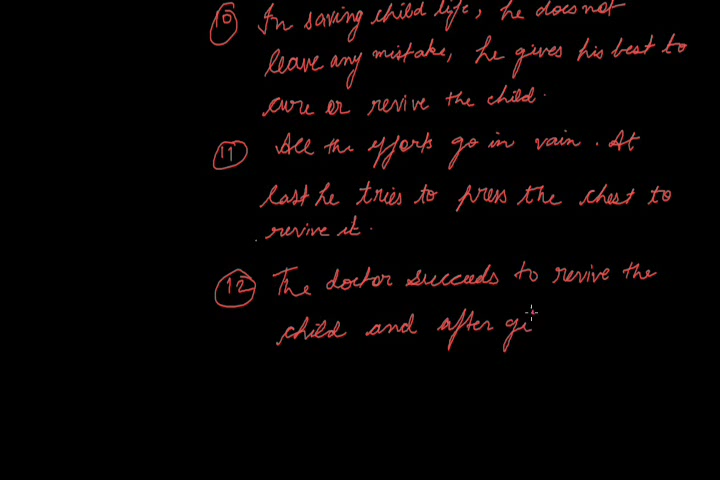 10 In saving child life, he does not
leave any mistake, he gives his best to
cure or revive the child.
11 All the efforts go in vain. At
last he tries to press the chest to
revive it.
12 The doctor succeeds to revive the
child and after gi